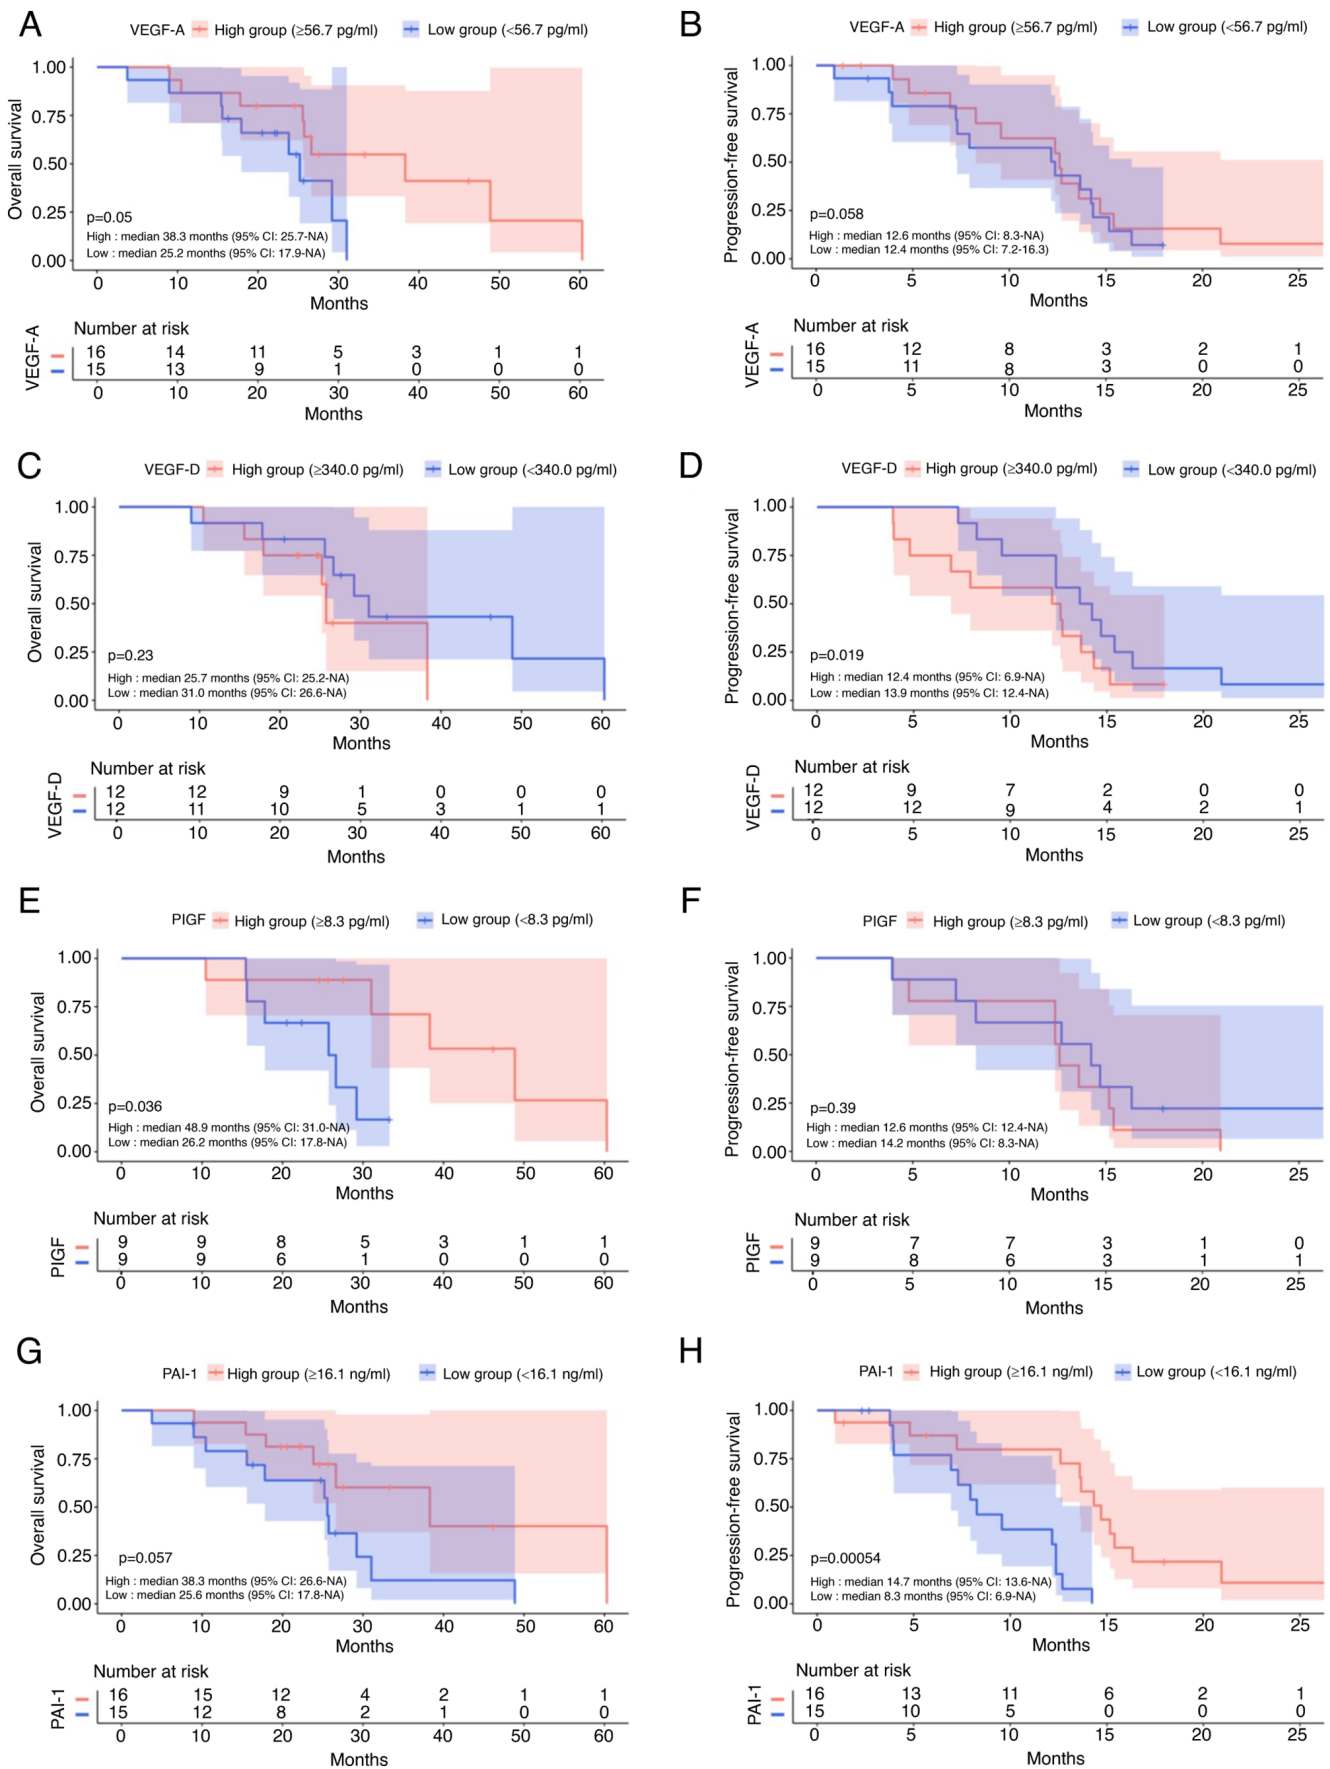 A
VEGF-A High group (≥56.7 pg/ml) Low group (<56.7 pg/ml)
Overall survival
1.00
0.75
0.50
0.25
0.00
p=0.05
High : median 38.3 months (95% CI: 25.7-NA)
Low : median 25.2 months (95% CI: 17.9-NA)
0 10 20 30 40 50 60
Months
Number at risk
VEGF-A
16 14 11 5 3 1 1
15 13 9 1 0 0 0
0 10 20 30 40 50 60
Months
B
VEGF-A High group (≥56.7 pg/ml) Low group (<56.7 pg/ml)
Progression-free survival
1.00
0.75
0.50
0.25
0.00
p=0.058
High : median 12.6 months (95% CI: 8.3-NA)
Low : median 12.4 months (95% CI: 7.2-16.3)
0 5 10 15 20 25
Months
Number at risk
VEGF-A
16 12 8 3 2 1
15 11 8 3 0 0
0 5 10 15 20 25
Months
C
VEGF-D High group (≥340.0 pg/ml) Low group (<340.0 pg/ml)
Overall survival
1.00
0.75
0.50
0.25
0.00
p=0.23
High : median 25.7 months (95% CI: 25.2-NA)
Low : median 31.0 months (95% CI: 26.6-NA)
0 10 20 30 40 50 60
Months
Number at risk
VEGF-D
12 12 9 1 0 0 0
12 11 10 5 3 1 1
0 10 20 30 40 50 60
Months
D
VEGF-D High group (≥340.0 pg/ml) Low group (<340.0 pg/ml)
Progression-free survival
1.00
0.75
0.50
0.25
0.00
p=0.019
High : median 12.4 months (95% CI: 6.9-NA)
Low : median 13.9 months (95% CI: 12.4-NA)
0 5 10 15 20 25
Months
Number at risk
VEGF-D
12 9 7 2 0 0
12 12 9 4 2 1
0 5 10 15 20 25
Months
E
PlGF High group (≥8.3 pg/ml) Low group (<8.3 pg/ml)
Overall survival
1.00
0.75
0.50
0.25
0.00
p=0.036
High : median 48.9 months (95% CI: 31.0-NA)
Low : median 26.2 months (95% CI: 17.8-NA)
0 10 20 30 40 50 60
Months
Number at risk
PlGF
9 9 8 5 3 1 1
9 9 6 1 0 0 0
0 10 20 30 40 50 60
Months
F
PlGF High group (≥8.3 pg/ml) Low group (<8.3 pg/ml)
Progression-free survival
1.00
0.75
0.50
0.25
0.00
p=0.39
High : median 12.6 months (95% CI: 12.4-NA)
Low : median 14.2 months (95% CI: 8.3-NA)
0 5 10 15 20 25
Months
Number at risk
PlGF
9 7 7 3 1 0
9 8 6 3 1 1
0 5 10 15 20 25
Months
G
PAI-1 High group (≥16.1 ng/ml) Low group (<16.1 ng/ml)
Overall survival
1.00
0.75
0.50
0.25
0.00
p=0.057
High : median 38.3 months (95% CI: 26.6-NA)
Low : median 25.6 months (95% CI: 17.8-NA)
0 10 20 30 40 50 60
Months
Number at risk
PAI-1
16 15 12 4 2 1 1
15 12 8 2 1 0 0
0 10 20 30 40 50 60
Months
H
PAI-1 High group (≥16.1 ng/ml) Low group (<16.1 ng/ml)
Progression-free survival
1.00
0.75
0.50
0.25
0.00
p=0.00054
High : median 14.7 months (95% CI: 13.6-NA)
Low : median 8.3 months (95% CI: 6.9-NA)
0 5 10 15 20 25
Months
Number at risk
PAI-1
16 13 11 6 2 1
15 10 5 0 0 0
0 5 10 15 20 25
Months